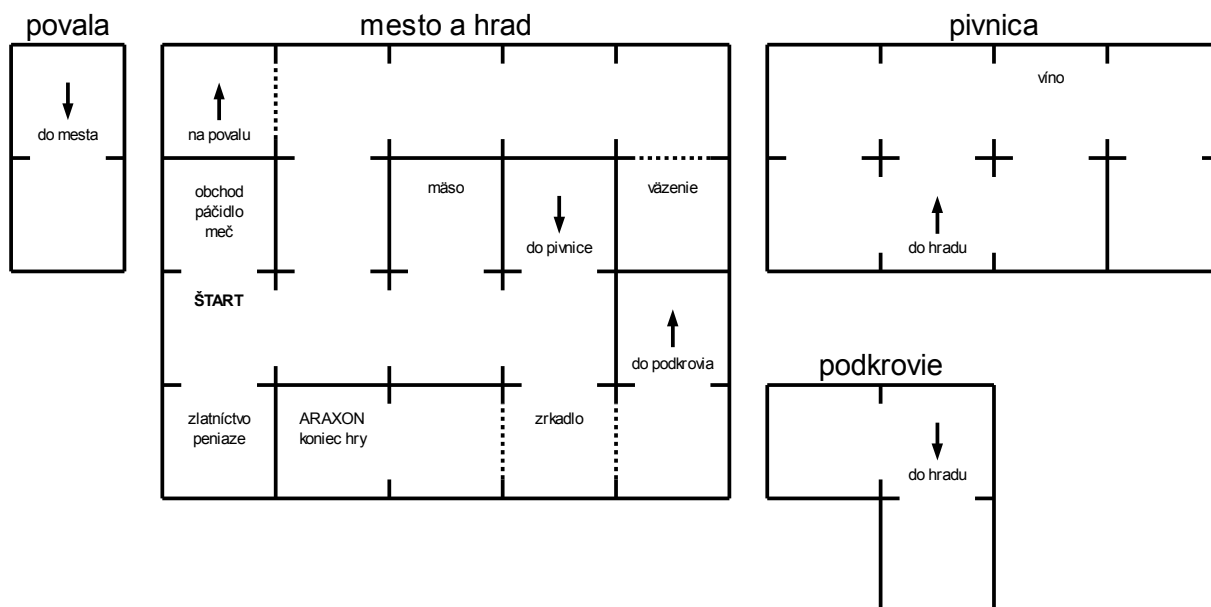 povala
mesto a hrad
pivnica
víno
do mesta
na povalu
obchod
páčidlo
meč
mäso
väzenie
do pivnice
do hradu
ŠTART
do podkrovia
podkrovie
zlatníctvo
peniaze
ARAXON
koniec hry
zrkadlo
do hradu